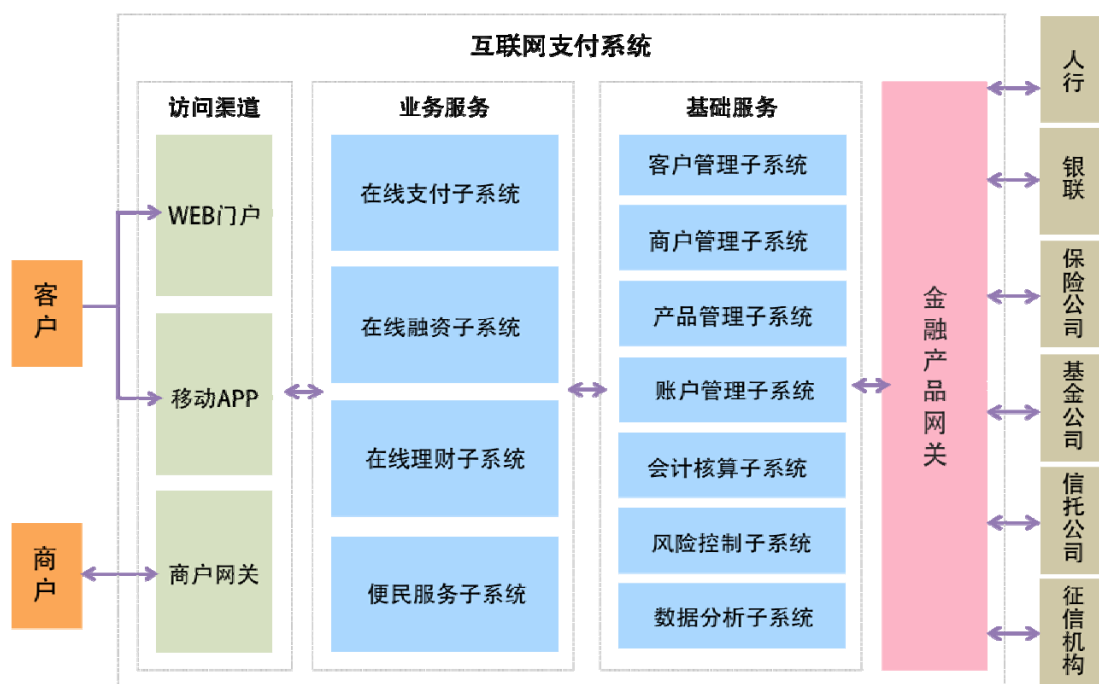 互联网支付系统
客户
商户
访问渠道
WEB门户
移动APP
商户网关
业务服务
在线支付子系统
在线融资子系统
在线理财子系统
便民服务子系统
基础服务
客户管理子系统
商户管理子系统
产品管理子系统
账户管理子系统
会计核算子系统
风险控制子系统
数据分析子系统
金融产品网关
人行
银联
保险公司
基金公司
信托公司
征信机构